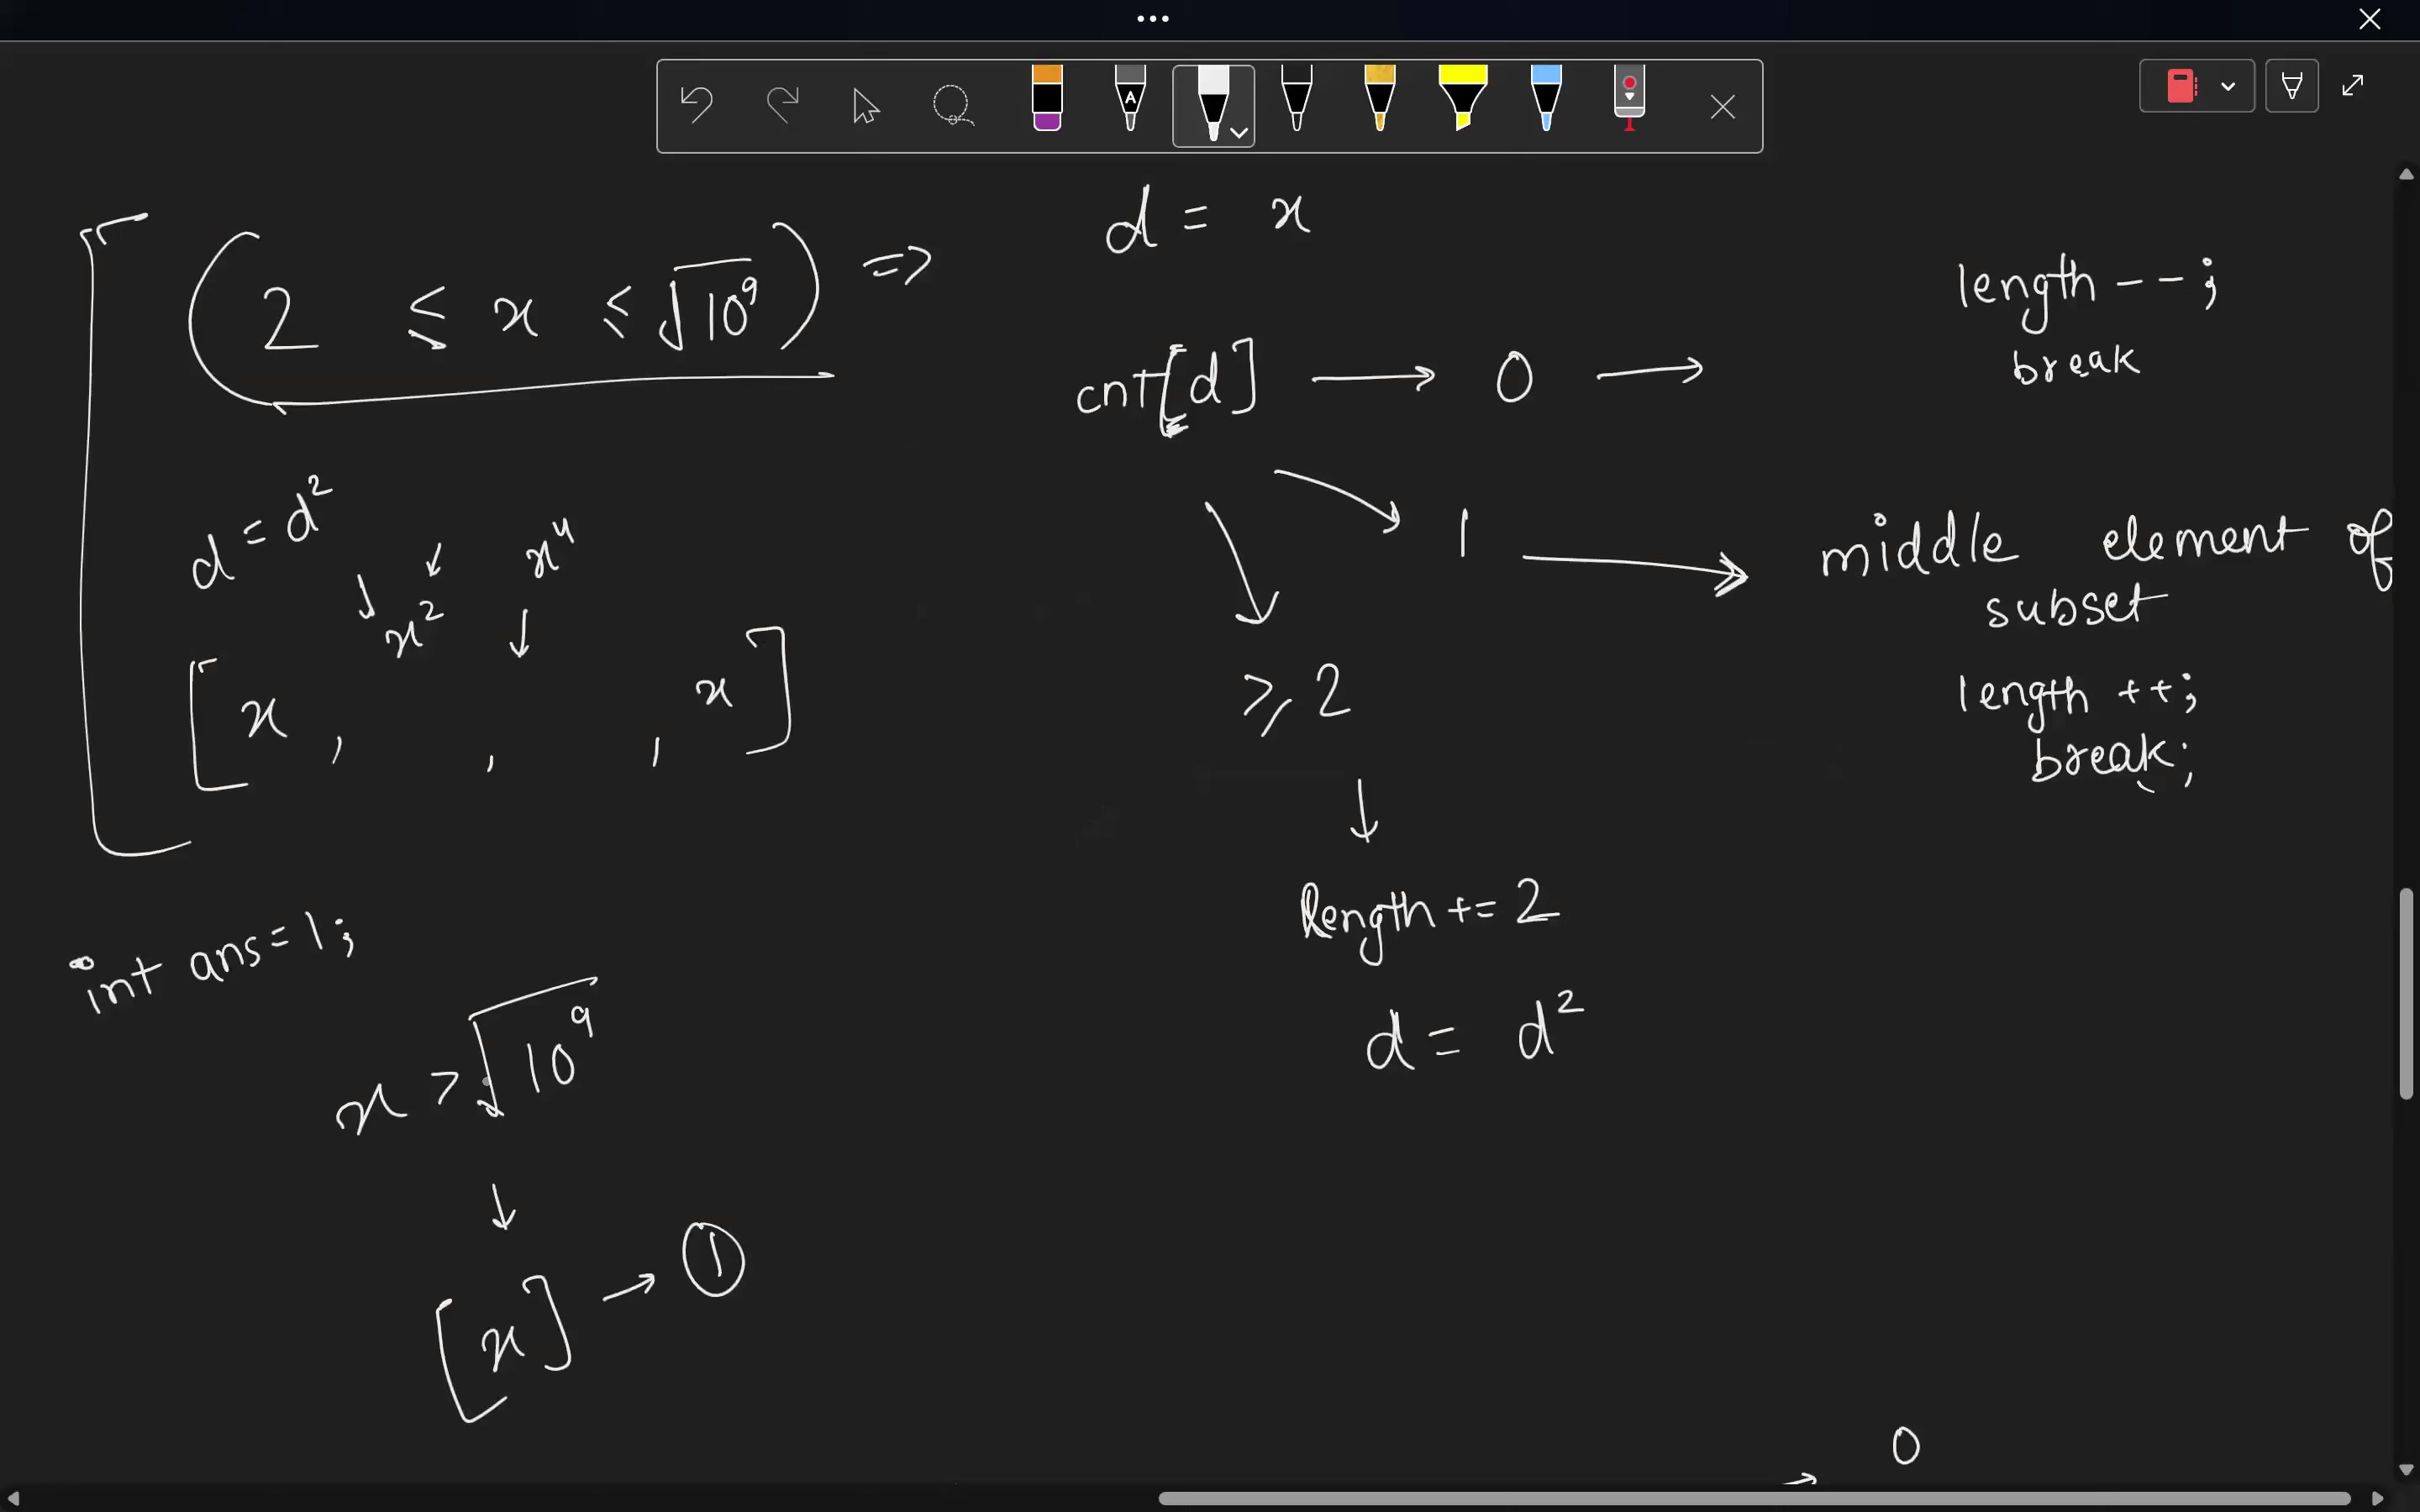 (2 ≤ x ≤ √10⁹) ⇒
d = d²
x² x⁴
[x, , , x]
int ans=1;
x > √10⁹
↓
[x] → ①
d = x
cnt[d] → 0 →
length--;
break
1 →
middle element of
subset
length ++;
break;
≥ 2
↓
length += 2
d = d²
0